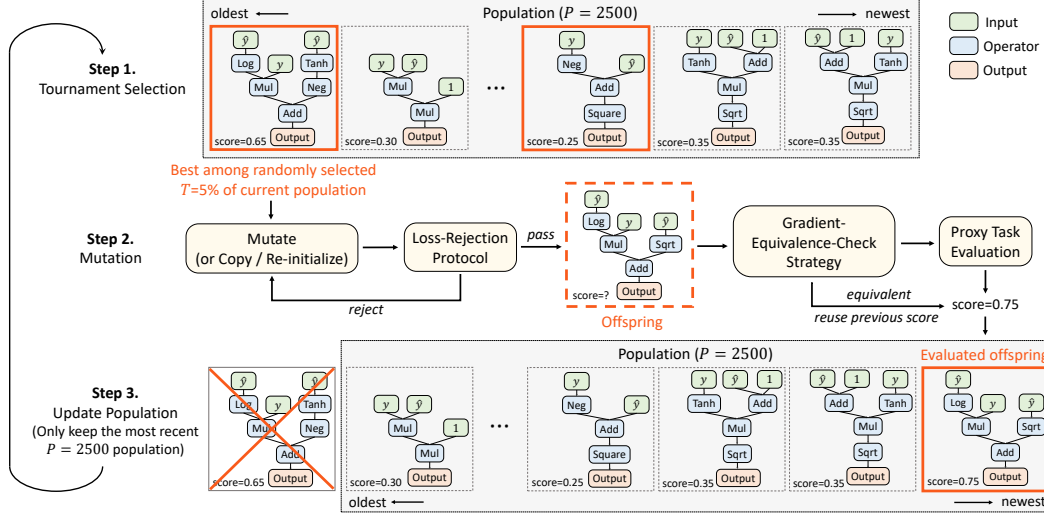 oldest
Population (P = 2500)
newest
Input
Operator
Output
Step 1.
Tournament Selection
ŷ
ŷ
Log
y
Tanh
Mul
Neg
Add
Output
score=0.65
y
ŷ
Mul
1
Mul
Output
score=0.30
...
y
Neg
ŷ
Add
Square
Output
score=0.25
y
ŷ
1
Tanh
Add
Mul
Sqrt
Output
score=0.35
ŷ
1
y
Add
Tanh
Mul
Sqrt
Output
score=0.35
Best among randomly selected
T=5% of current population
Step 2.
Mutation
Mutate
(or Copy / Re-initialize)
Loss-Rejection
Protocol
reject
pass
ŷ
Log
y
ŷ
Mul
Sqrt
Add
Output
score=?
Offspring
Gradient-
Equivalence-Check
Strategy
equivalent
reuse previous score
Proxy Task
Evaluation
score=0.75
Step 3.
Update Population
(Only keep the most recent
P = 2500 population)
ŷ
ŷ
Log
y
Tanh
Mul
Neg
Add
Output
score=0.65
Population (P = 2500)
Evaluated offspring
y
ŷ
Mul
1
Mul
Output
score=0.30
...
y
Neg
ŷ
Add
Square
Output
score=0.25
y
ŷ
1
Tanh
Add
Mul
Sqrt
Output
score=0.35
ŷ
1
y
Add
Tanh
Mul
Sqrt
Output
score=0.35
ŷ
Log
y
ŷ
Mul
Sqrt
Add
Output
score=0.75
oldest
newest